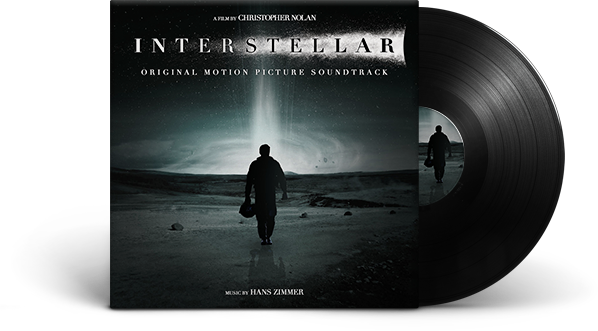 A FILM BY CHRISTOPHER NOLAN
INTERSTELLAR
ORIGINAL MOTION PICTURE SOUNDTRACK
MUSIC BY HANS ZIMMER